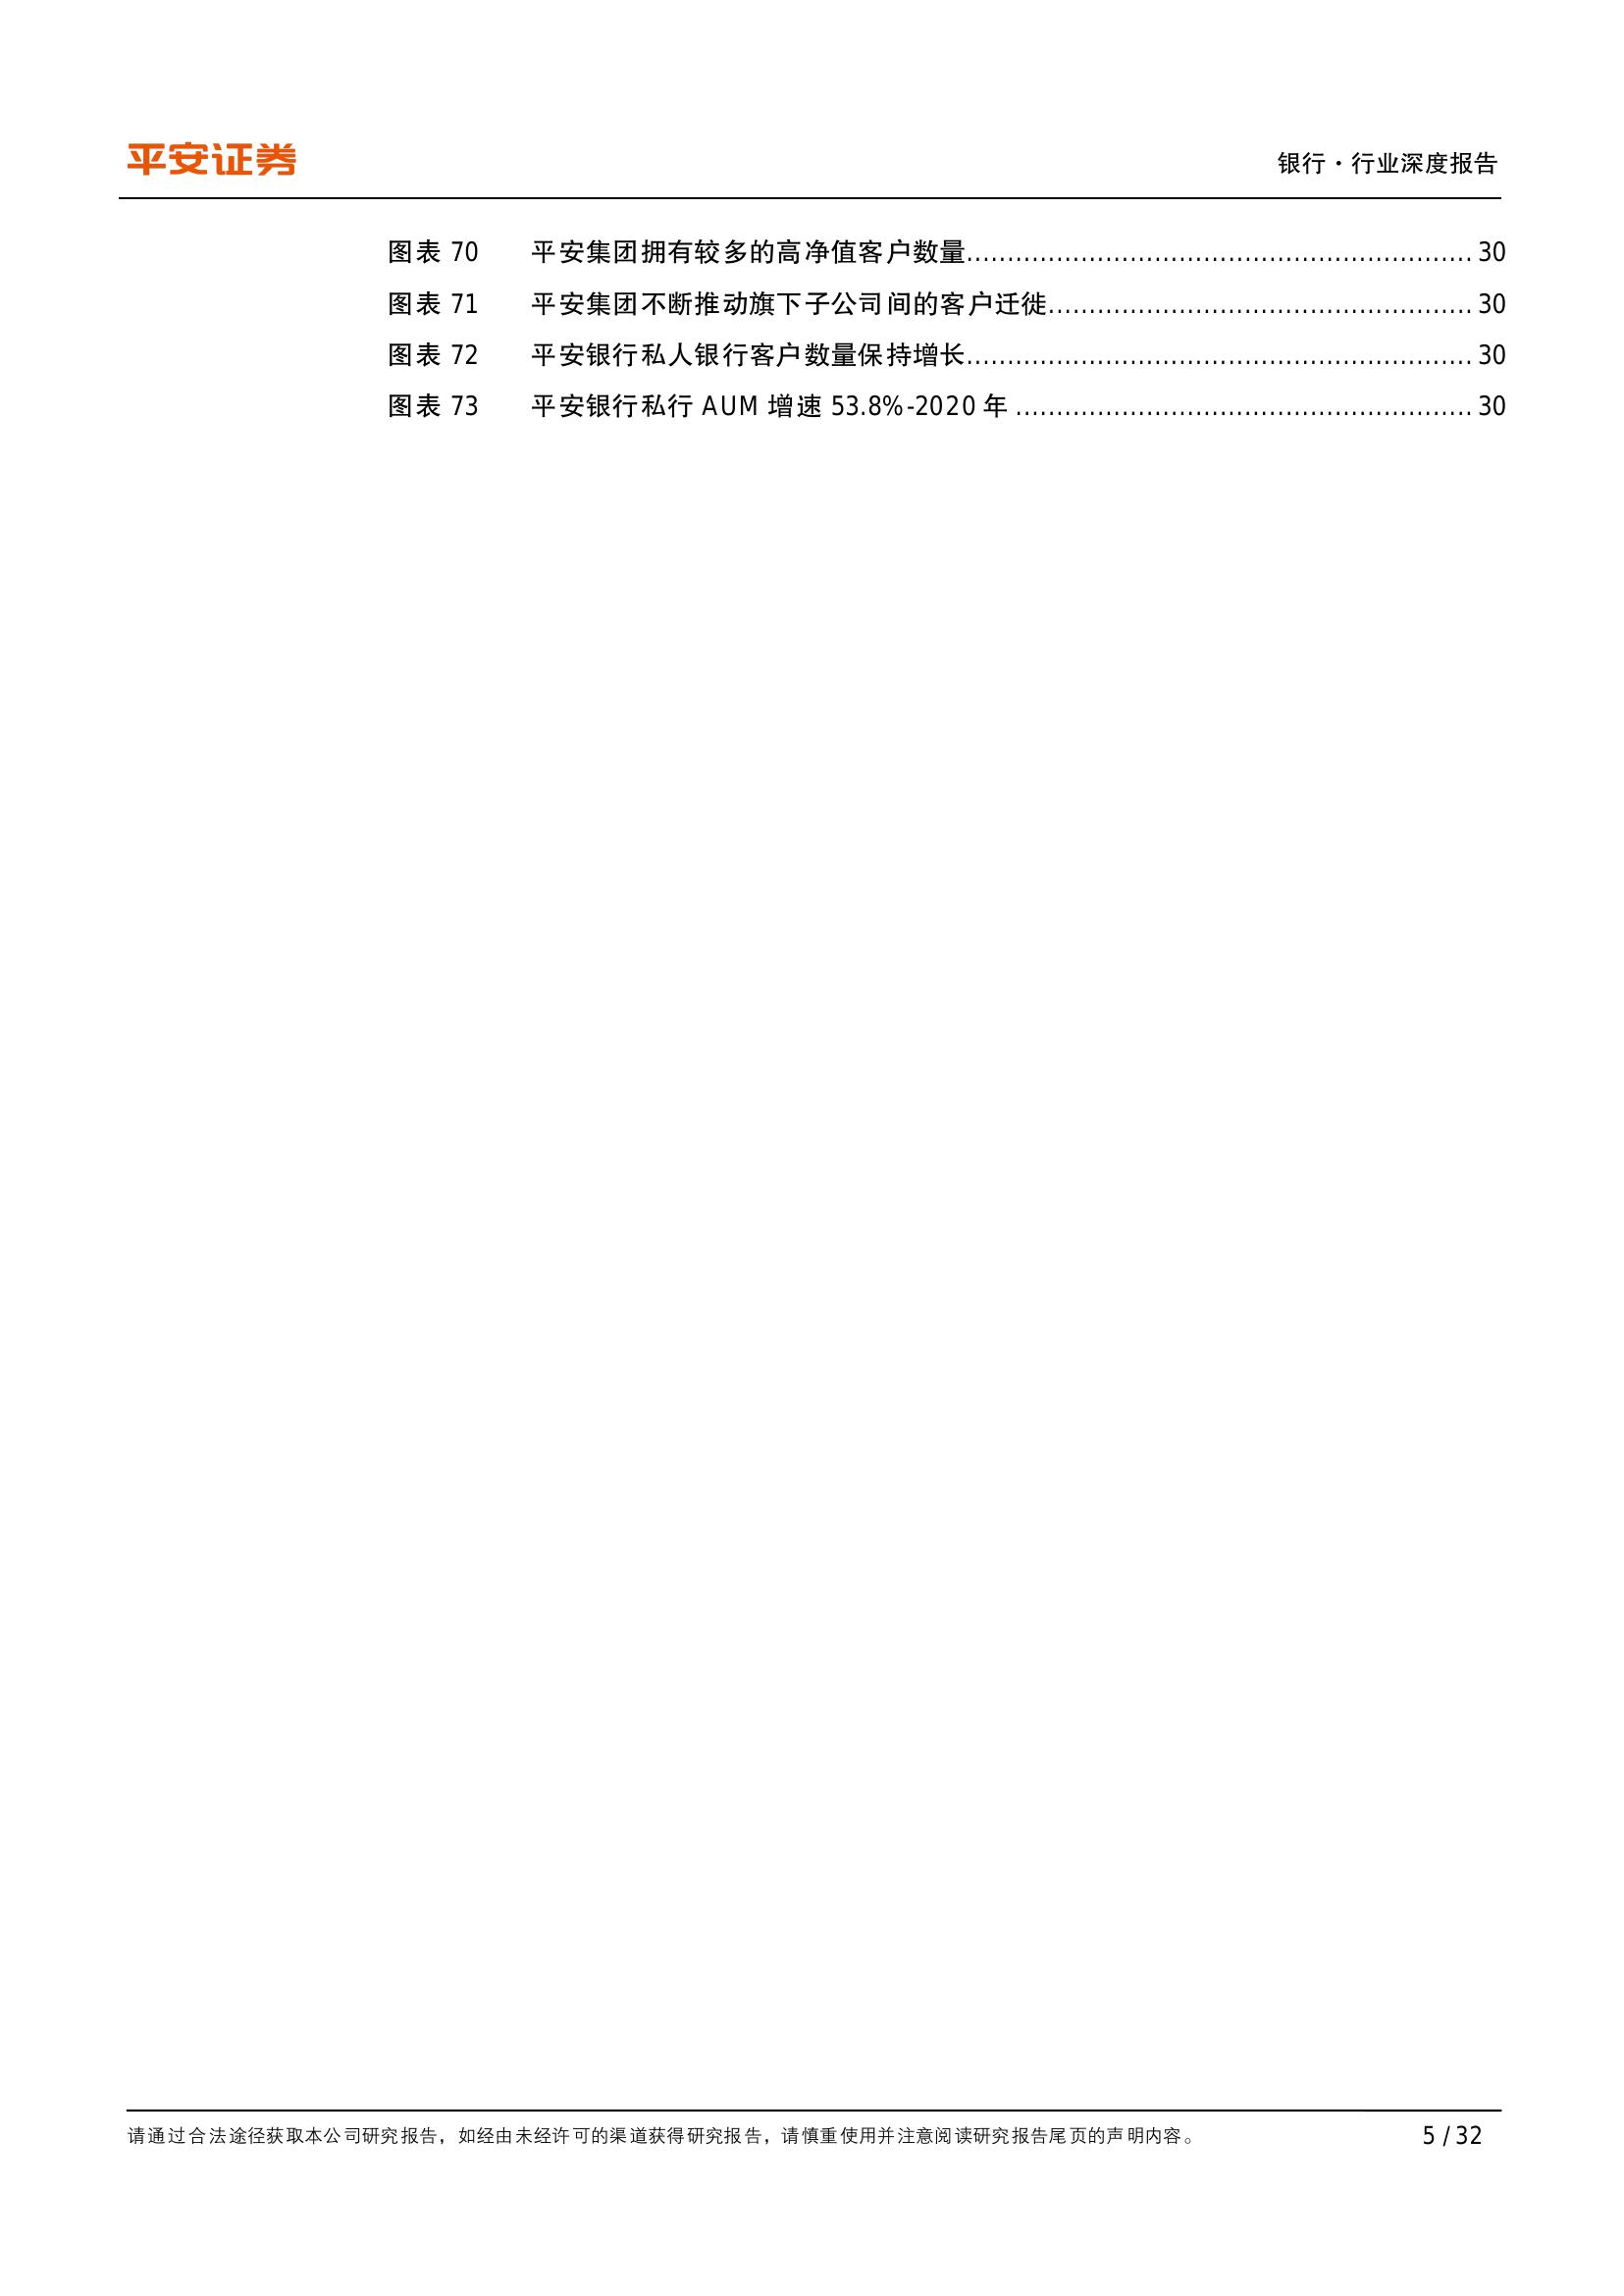 平安证券
银行·行业深度报告
图表 70 平安集团拥有较多的高净值客户数量.............................................................. 30
图表 71 平安集团不断推动旗下子公司间的客户迁徙.................................................... 30
图表 72 平安银行私人银行客户数量保持增长.............................................................. 30
图表 73 平安银行私行 AUM 增速 53.8%-2020 年 ........................................................ 30
请通过合法途径获取本公司研究报告，如经由未经许可的渠道获得研究报告，请慎重使用并注意阅读研究报告尾页的声明内容。
5 / 32